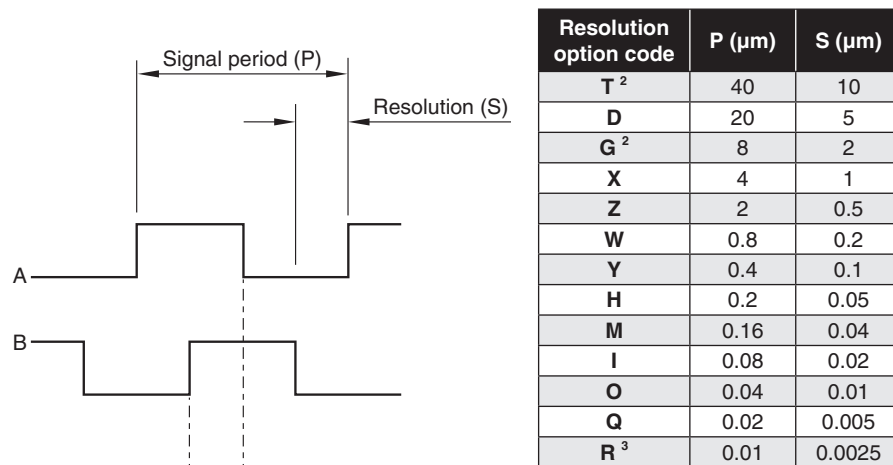 Signal period (P)
Resolution (S)
A
B
Resolution option code P (µm) S (µm)
T ² 40 10
D 20 5
G ² 8 2
X 4 1
Z 2 0.5
W 0.8 0.2
Y 0.4 0.1
H 0.2 0.05
M 0.16 0.04
I 0.08 0.02
O 0.04 0.01
Q 0.02 0.005
R ³ 0.01 0.0025